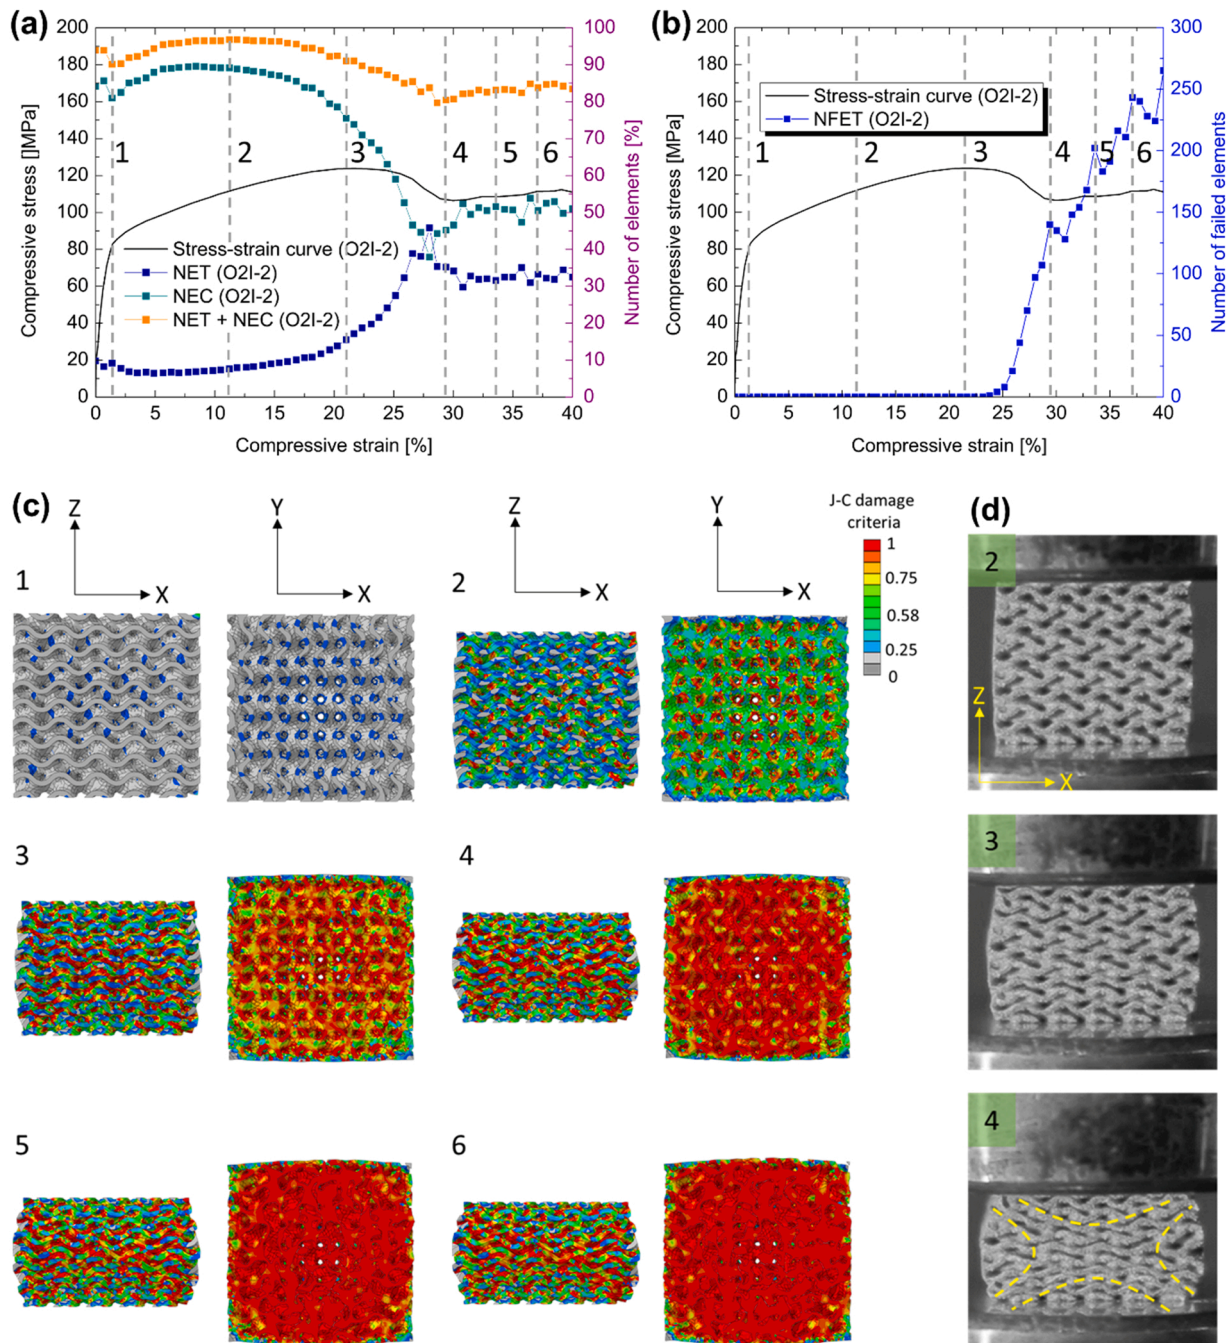 (a)
200
180
160
140
120
100
80
60
40
20
0
Compressive stress [[MPa]
100
90
80
70
60
50
40
30
20
10
0
Number of elements [%]
1
2
3
4
5
6
Stress-strain curve (O2I-2)
NET (O2I-2)
NEC (O2I-2)
NET + NEC (O2I-2)
0 5 10 15 20 25 30 35 40
Compressive strain [%]
(b)
200
180
160
140
120
100
80
60
40
20
0
Compressive stress [MPa]
300
250
200
150
100
50
0
Number of failed elements
Stress-strain curve (O2I-2)
NFET (O2I-2)
1
2
3
4
5
6
0 5 10 15 20 25 30 35 40
Compressive strain [%]
(c)
Z
X
Y
X
Z
X
Y
X
J-C damage
criteria
1
0.75
0.58
0.25
0
1
2
3
4
5
6
(d)
2
Z
X
3
4